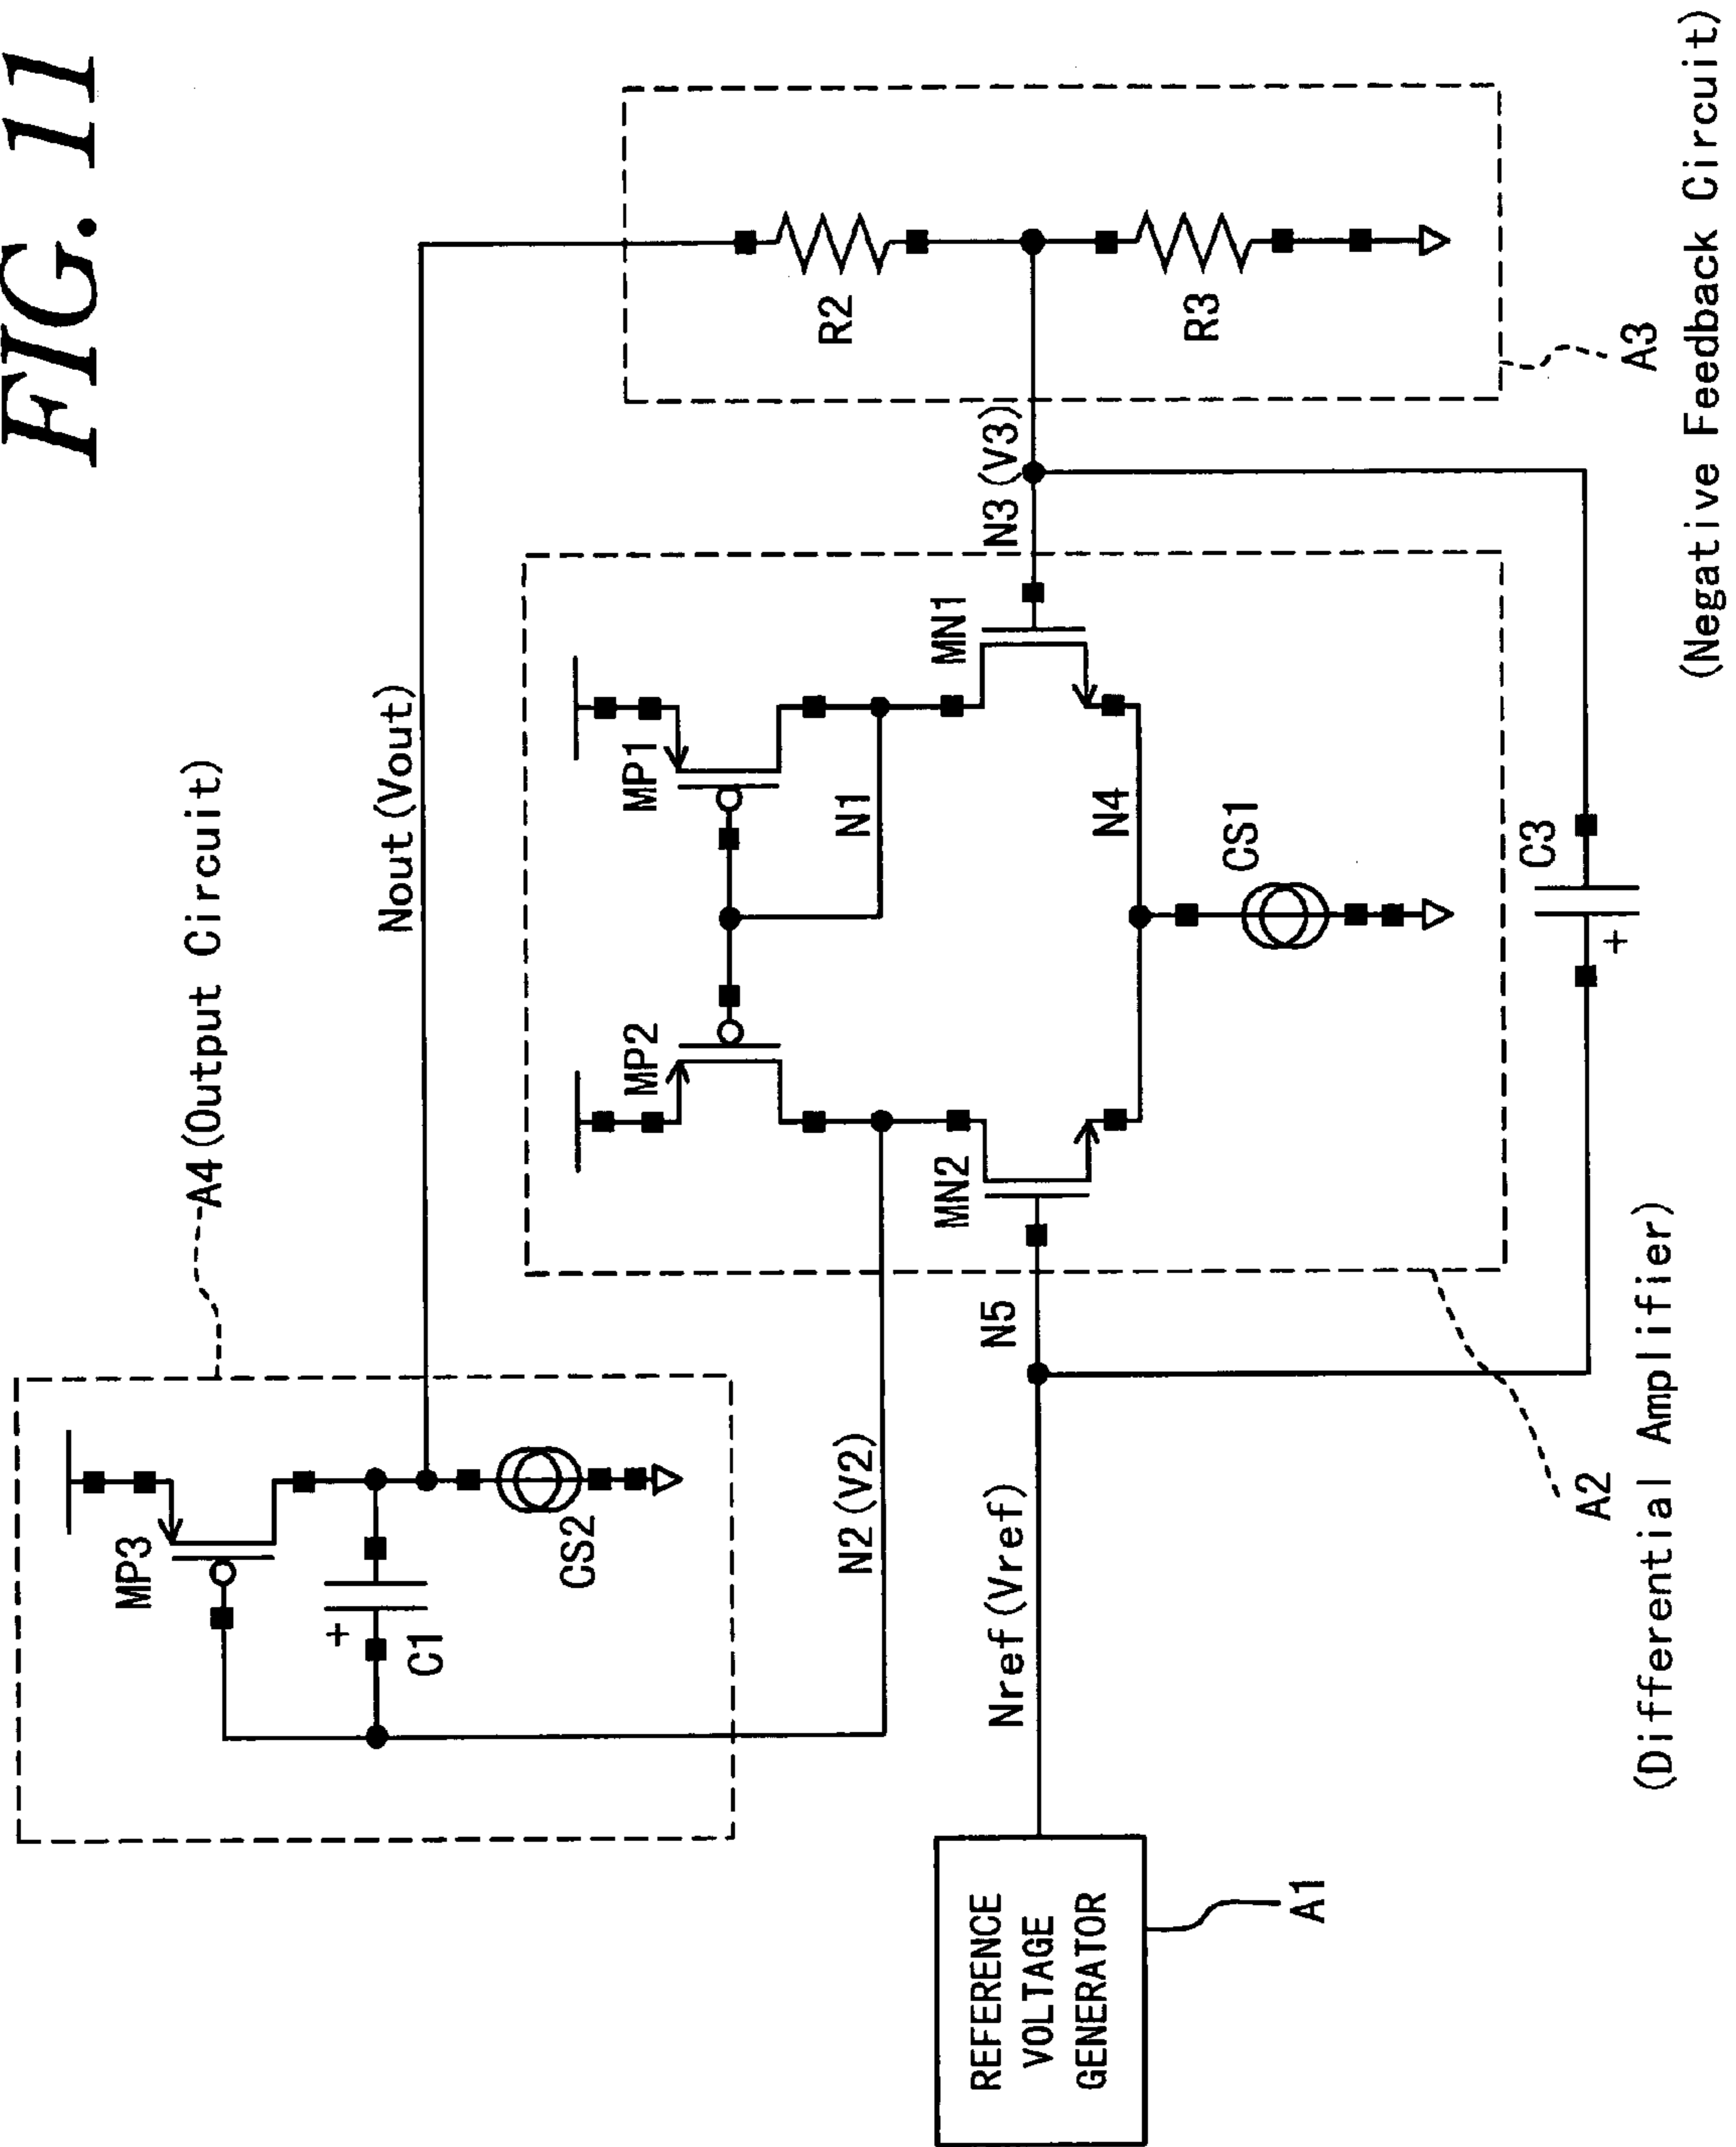 FIG. 11
A4(Output Circuit)
MP3
+
C1
CS2
Nout(Vout)
N2(V2)
MP2
MP1
N1
MN2
MN1
N4
CS1
N5
N3(V3)
Nref(Vref)
R2
R3
REFERENCE
VOLTAGE
GENERATOR
A1
C3
+
A2
(Differential Amplifier)
A3
(Negative Feedback Circuit)